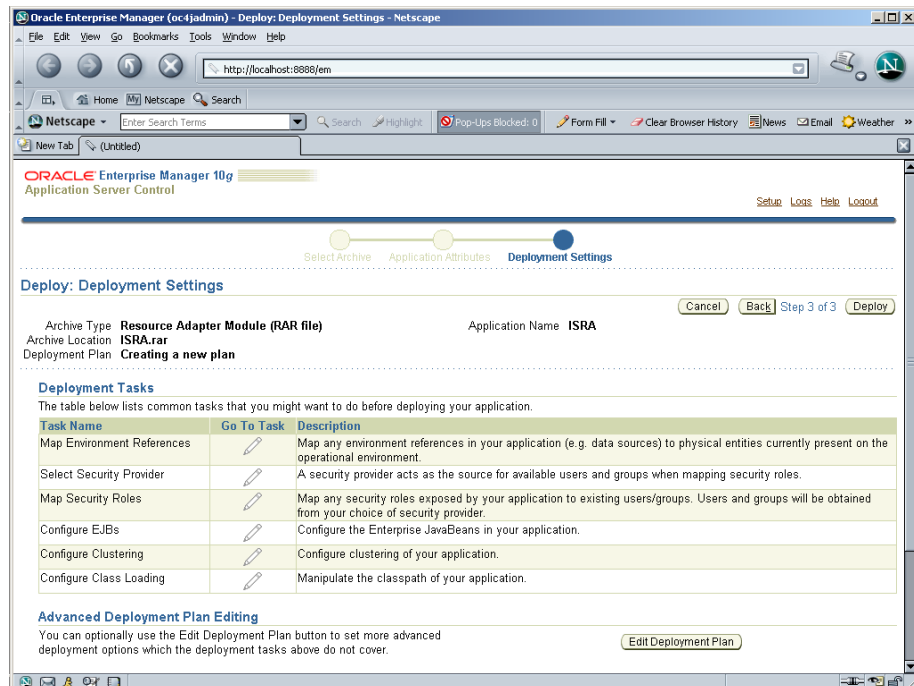 Oracle Enterprise Manager (oc4jadmin) - Deploy: Deployment Settings - Netscape
File Edit View Go Bookmarks Tools Window Help
http://localhost:8888/em
Home My Netscape Search
Netscape Enter Search Terms Search Highlight Pop-Ups Blocked: 0 Form Fill Clear Browser History News Email Weather »
New Tab (Untitled)
ORACLE Enterprise Manager 10g
Application Server Control
Setup Logs Help Logout
Select Archive Application Attributes Deployment Settings
Deploy: Deployment Settings
Cancel Back Step 3 of 3 Deploy
Archive Type Resource Adapter Module (RAR file) Application Name ISRA
Archive Location ISRA.rar
Deployment Plan Creating a new plan
Deployment Tasks
The table below lists common tasks that you might want to do before deploying your application.
Task Name Go To Task Description
Map Environment References Map any environment references in your application (e.g. data sources) to physical entities currently present on the
operational environment.
Select Security Provider A security provider acts as the source for available users and groups when mapping security roles.
Map Security Roles Map any security roles exposed by your application to existing users/groups. Users and groups will be obtained
from your choice of security provider.
Configure EJBs Configure the Enterprise JavaBeans in your application.
Configure Clustering Configure clustering of your application.
Configure Class Loading Manipulate the classpath of your application.
Advanced Deployment Plan Editing
You can optionally use the Edit Deployment Plan button to set more advanced
deployment options which the deployment tasks above do not cover.
Edit Deployment Plan